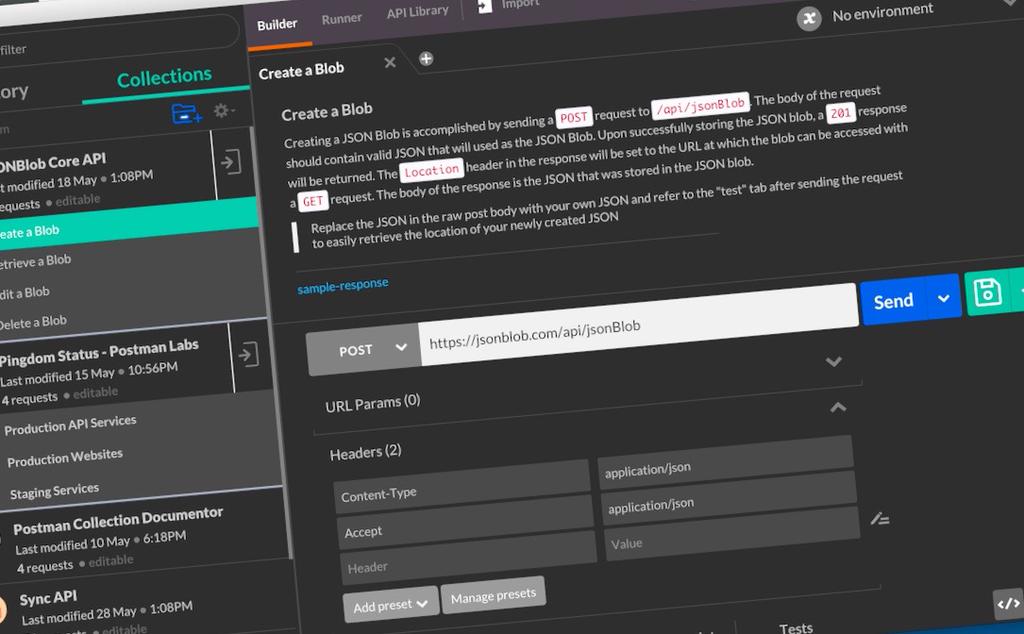 filter
Collections
Last modified 18 May • 1:08PM
• editable
Create a Blob
Retrieve a Blob
Edit a Blob
Delete a Blob
Pingdom Status - Postman Labs
Last modified 15 May • 10:56PM
4 requests • editable
Production API Services
Production Websites
Staging Services
Postman Collection Documentor
Last modified 10 May • 6:18PM
4 requests • editable
Sync API
Last modified 28 May • 1:08PM
editable
Builder
Runner
API Library
Import
No environment
Create a Blob
Create a Blob
Creating a JSON Blob is accomplished by sending a POST request to /api/jsonBlob. The body of the request
should contain valid JSON that will used as the JSON Blob. Upon successfully storing the JSON blob, a 201 response
will be returned. The Location header in the response will be set to the URL at which the blob can be accessed with
a GET request. The body of the response is the JSON that was stored in the JSON blob.
Replace the JSON in the raw post body with your own JSON and refer to the "test" tab after sending the request
to easily retrieve the location of your newly created JSON
sample-response
POST
https://jsonblob.com/api/jsonBlob
Send
URL Params (0)
Headers (2)
Content-Type application/json
Accept application/json
Header Value
Add preset
Manage presets
Tests